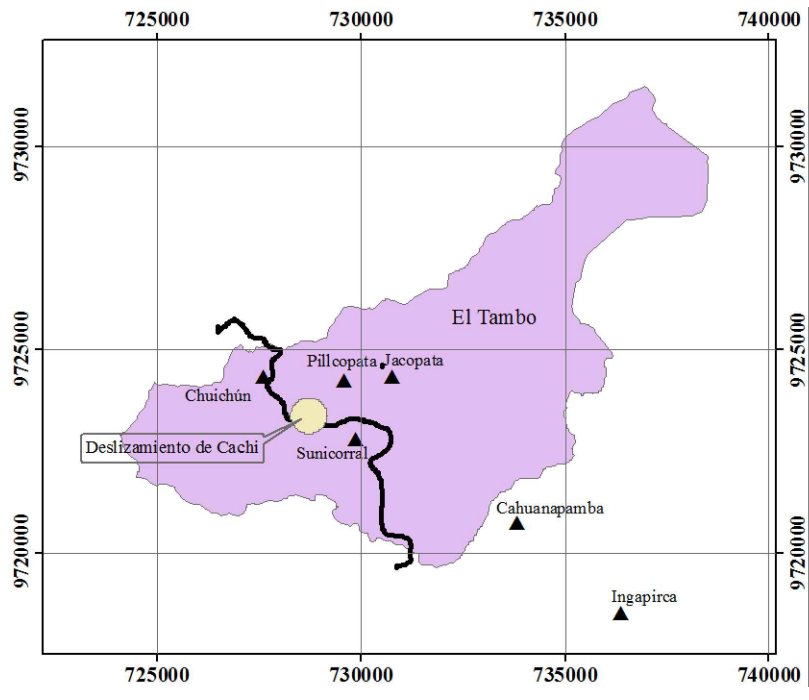 725000 730000 735000 740000
9730000 9730000
El Tambo
9725000 9725000
Pillcopata Jacopata
Chuichún
Deslizamiento de Cachi
Sunicorral
Cahuanapamba
9720000 9720000
Ingapirca
725000 730000 735000 740000